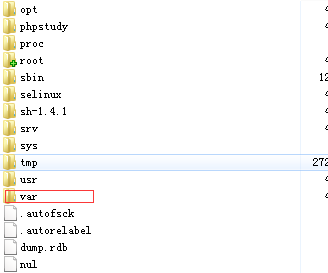 opt 4
phpstudy 4
proc
root 4
sbin 12
selinux 4
sh-1.4.1 4
srv 4
sys
tmp 272
usr 4
var 4
.autofsck
.autorelabel
dump.rdb
nul